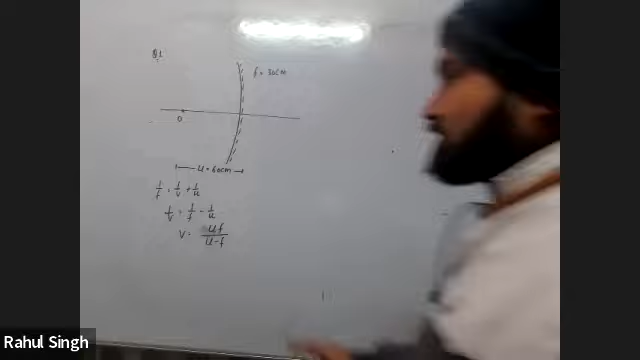 Q1
f = 30cm
O
u = 60cm
1/f = 1/v + 1/u
1/v = 1/f - 1/u
v = uf/u-f
Rahul Singh